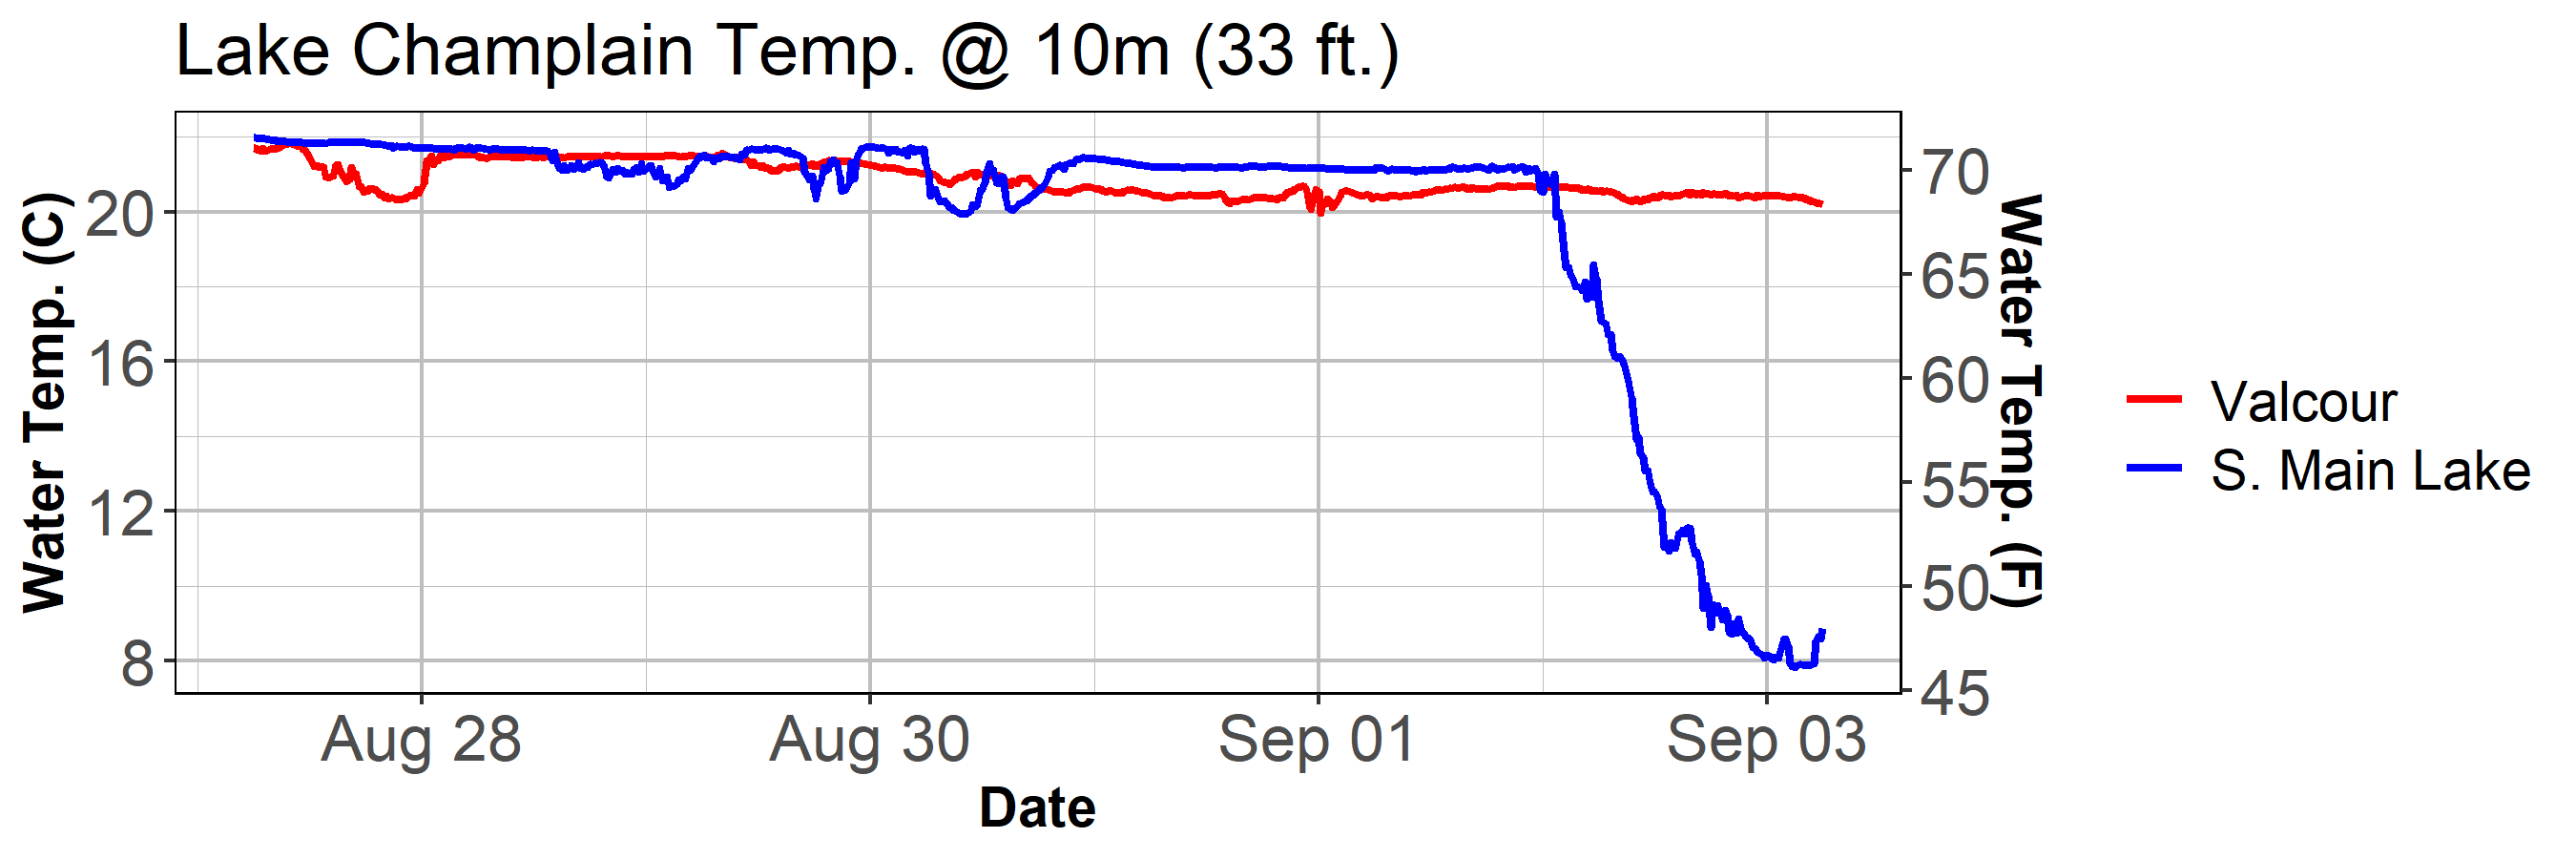 Lake Champlain Temp. @ 10m (33 ft.)
Water Temp. (C)
20
16
12
8
70
65
60
55
50
45
Water Temp. (F)
Aug 28
Aug 30
Sep 01
Sep 03
Date
Valcour
S. Main Lake